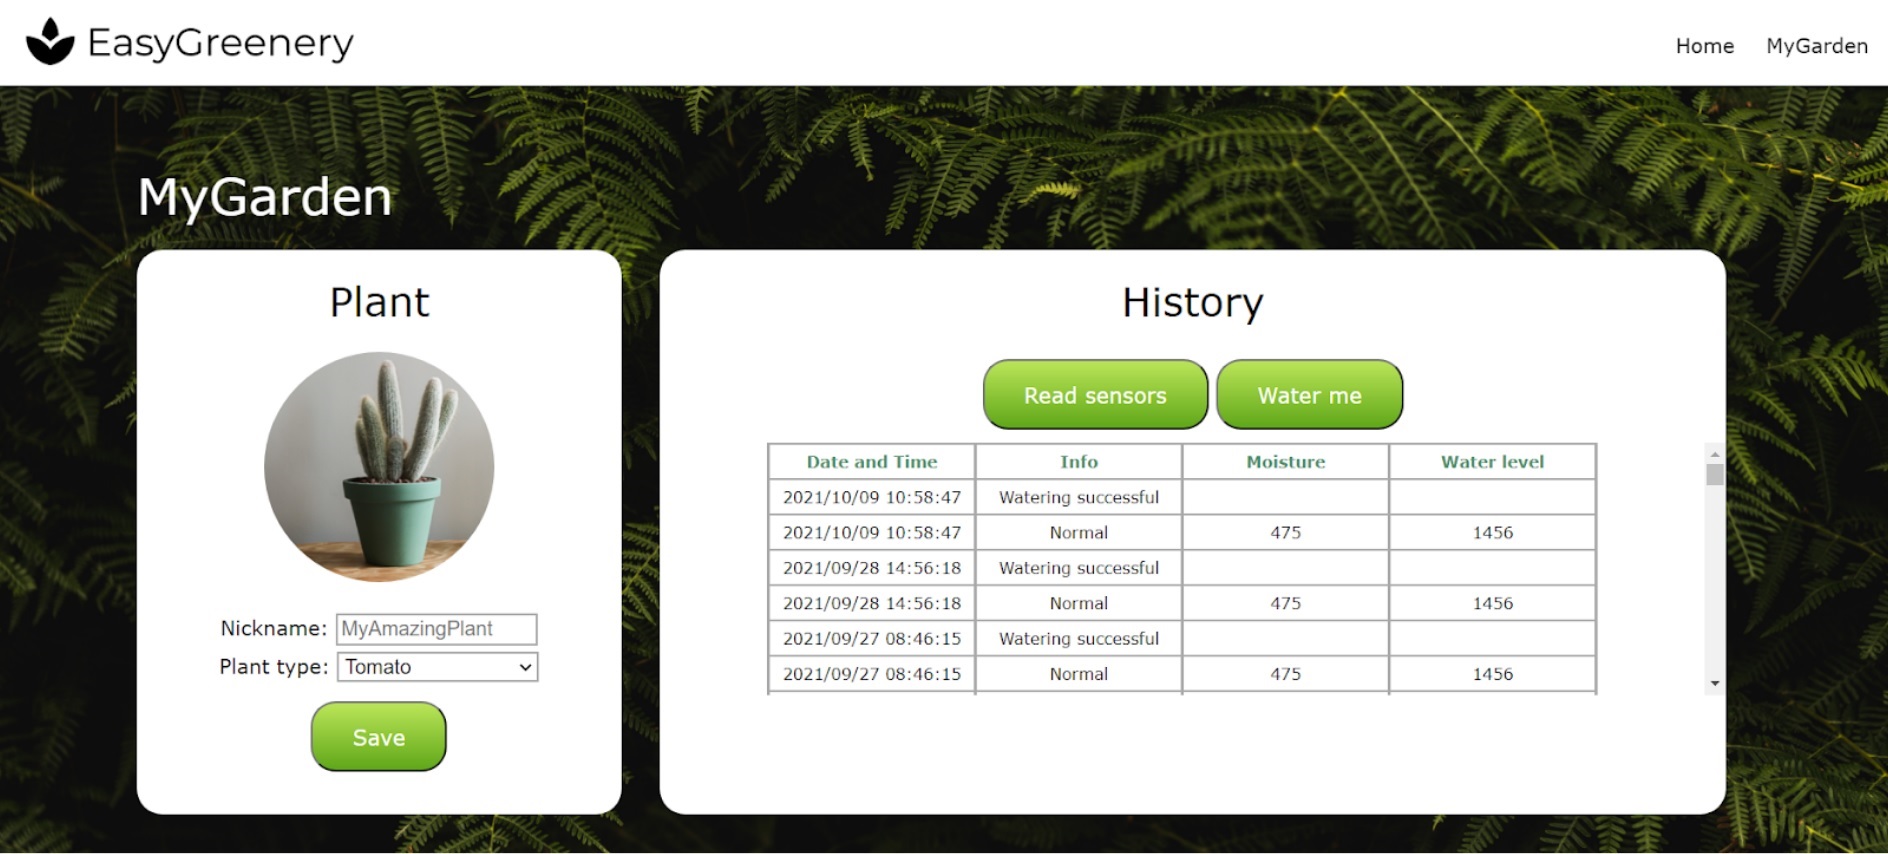 EasyGreenery
Home MyGarden
MyGarden
Plant
Nickname: MyAmazingPlant
Plant type: Tomato
Save
History
Read sensors Water me
Date and Time Info Moisture Water level
2021/10/09 10:58:47 Watering successful
2021/10/09 10:58:47 Normal 475 1456
2021/09/28 14:56:18 Watering successful
2021/09/28 14:56:18 Normal 475 1456
2021/09/27 08:46:15 Watering successful
2021/09/27 08:46:15 Normal 475 1456